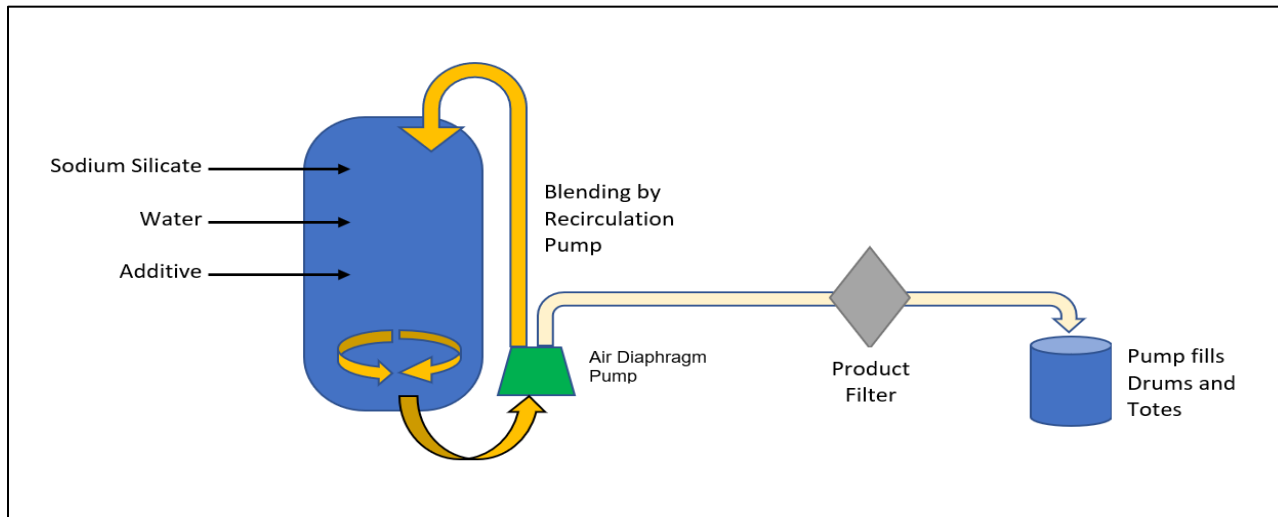 Sodium Silicate
Water
Additive
Blending by
Recirculation
Pump
Air Diaphragm
Pump
Product
Filter
Pump fills
Drums and
Totes